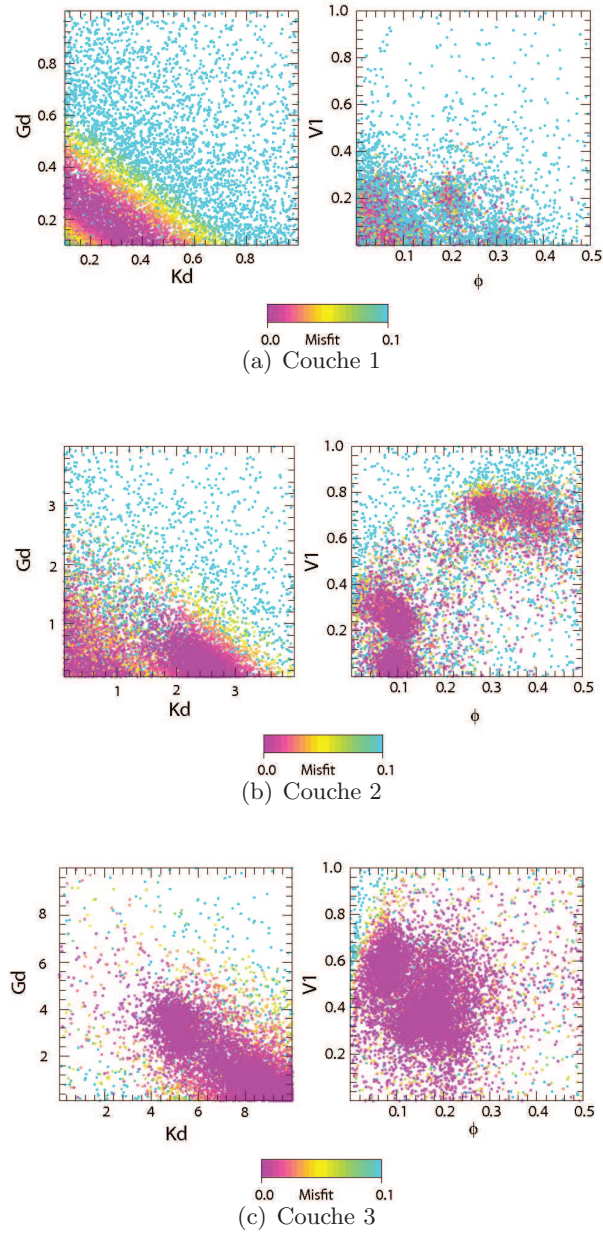 0.8
0.6
Gd
0.4
0.2
0.2 0.4 0.6 0.8
Kd
1.0
0.8
V1
0.6
0.4
0.2
0.1 0.2 0.3 0.4 0.5
ϕ
0.0 Misfit 0.1
(a) Couche 1
3
Gd
2
1
1 2 3
Kd
1.0
0.8
V1
0.6
0.4
0.2
0.1 0.2 0.3 0.4 0.5
ϕ
0.0 Misfit 0.1
(b) Couche 2
8
6
Gd
4
2
2 4 6 8
Kd
1.0
0.8
V1
0.6
0.4
0.2
0.1 0.2 0.3 0.4 0.5
ϕ
0.0 Misfit 0.1
(c) Couche 3